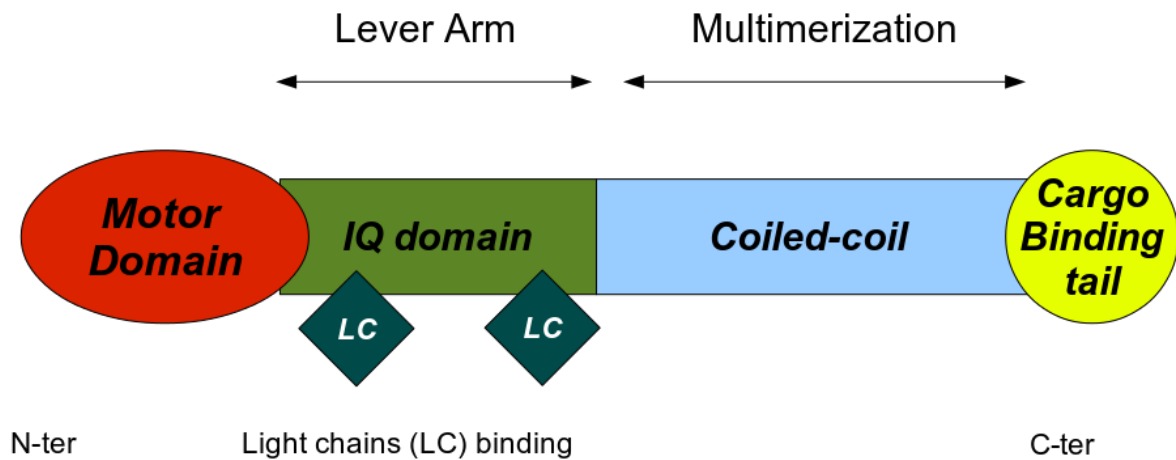 Lever Arm
Multimerization
Motor
Domain
IQ domain
Coiled-coil
Cargo
Binding
tail
LC
LC
N-ter
Light chains (LC) binding
C-ter